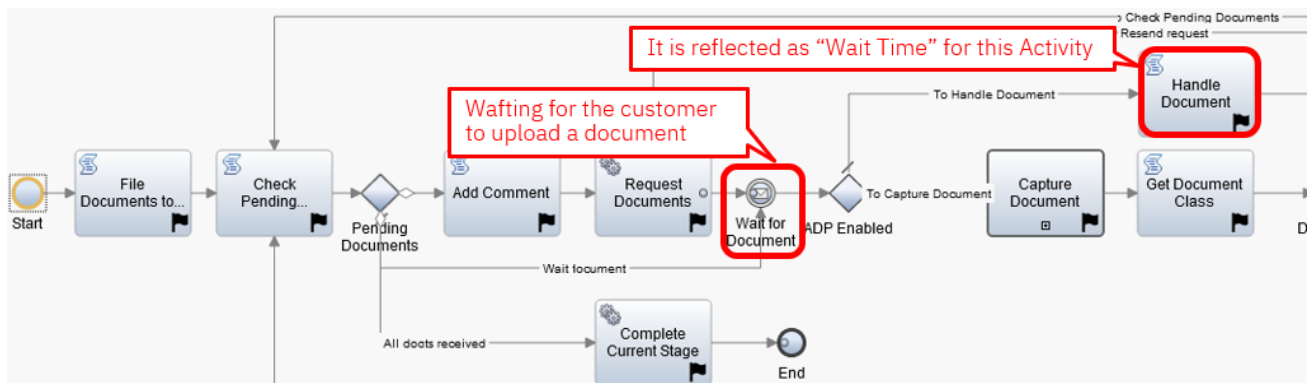 o Check Pending Documents
Resend request
It is reflected as “Wait Time” for this Activity
Handle
Document
To Handle Document
Wafting for the customer
to upload a document
File
Documents to...
Check
Pending...
Add Comment
Request
Documents
To Capture Document
Capture
Document
Get Document
Class
Start
Pending
Documents
Wait for
Document
ADP Enabled
D
Wait focument
All doots received
Complete
Current Stage
End